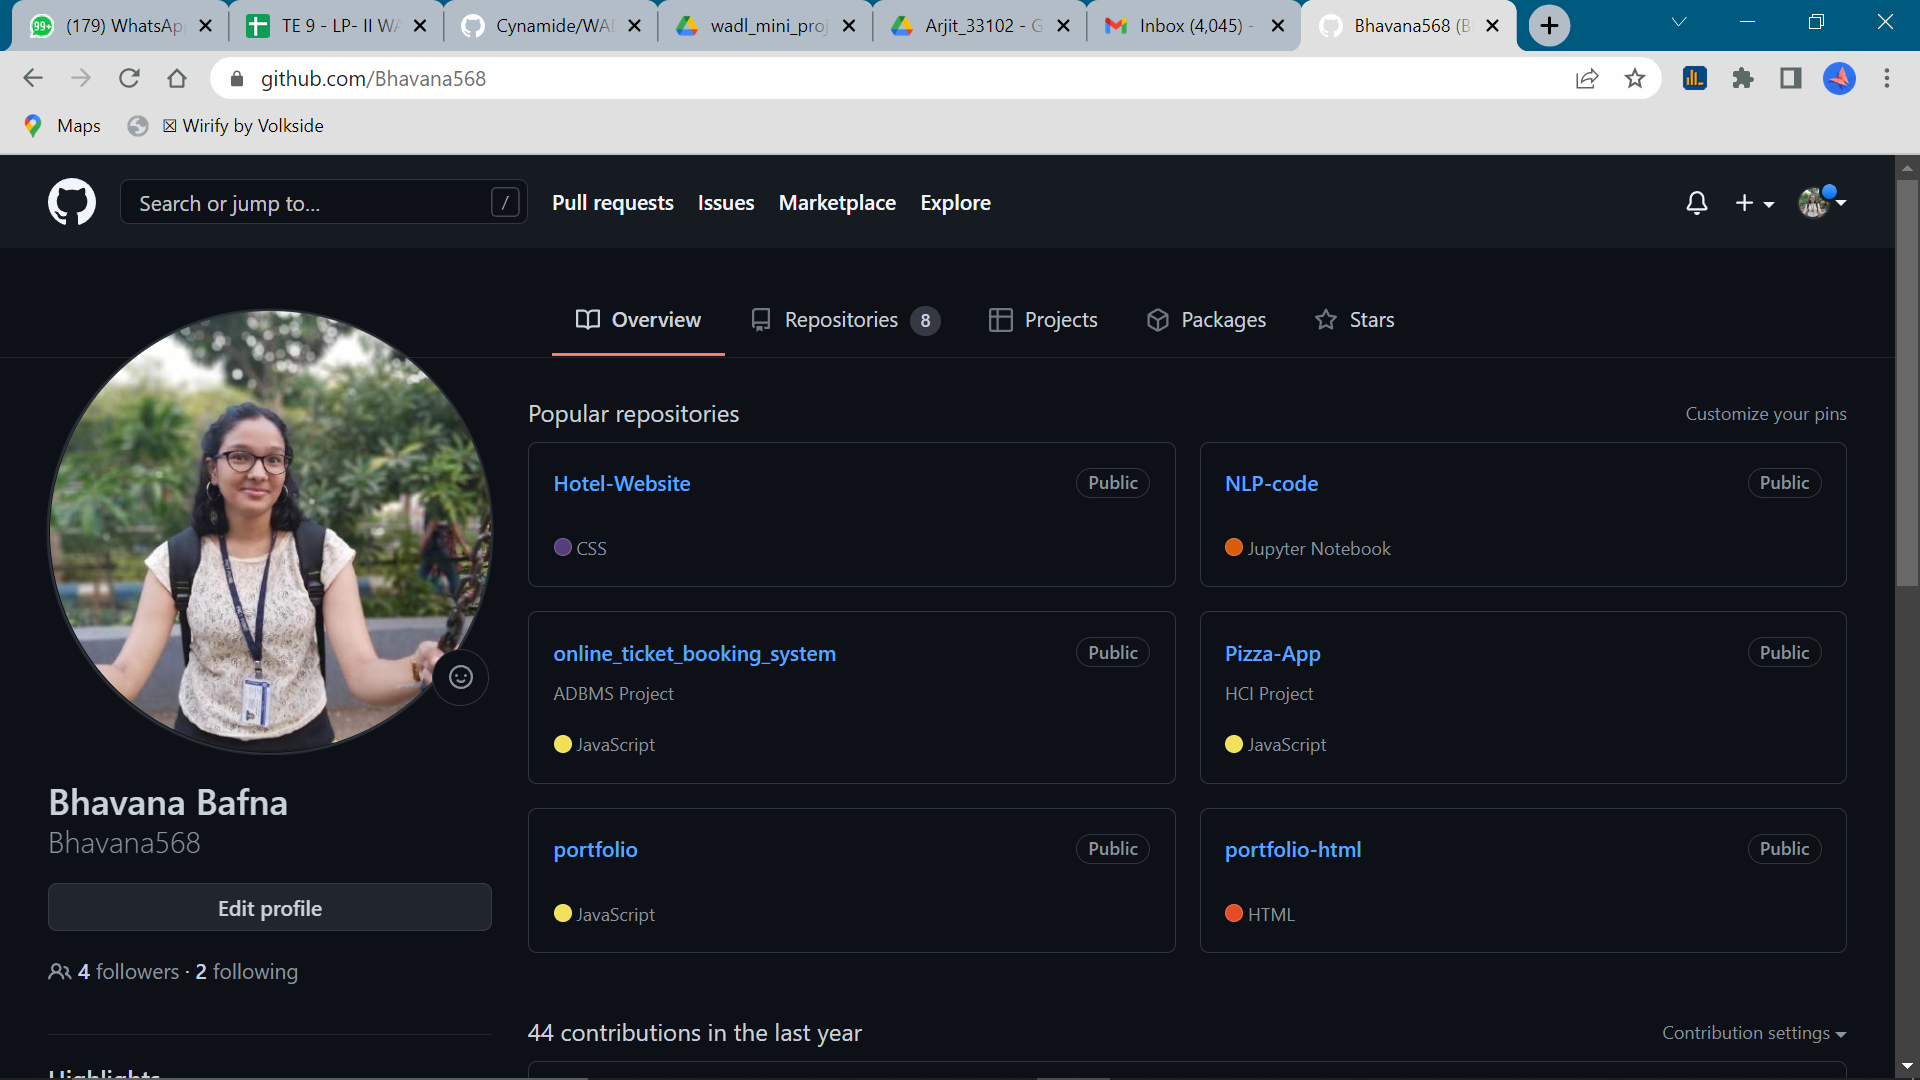 (179) WhatsAp
TE 9 - LP- II WA
Cynamide/WAD
wadl_mini_proj
Arjit_33102 - G
Inbox (4,045) -
Bhavana568 (B
github.com/Bhavana568
Maps
Wirify by Volkside
Search or jump to...
/
Pull requests
Issues
Marketplace
Explore
Overview
Repositories 8
Projects
Packages
Stars
Popular repositories
Customize your pins
Hotel-Website
Public
CSS
NLP-code
Public
Jupyter Notebook
online_ticket_booking_system
Public
ADBMS Project
JavaScript
Pizza-App
Public
HCI Project
JavaScript
portfolio
Public
JavaScript
portfolio-html
Public
HTML
Bhavana Bafna
Bhavana568
Edit profile
4 followers · 2 following
44 contributions in the last year
Contribution settings
Highlights